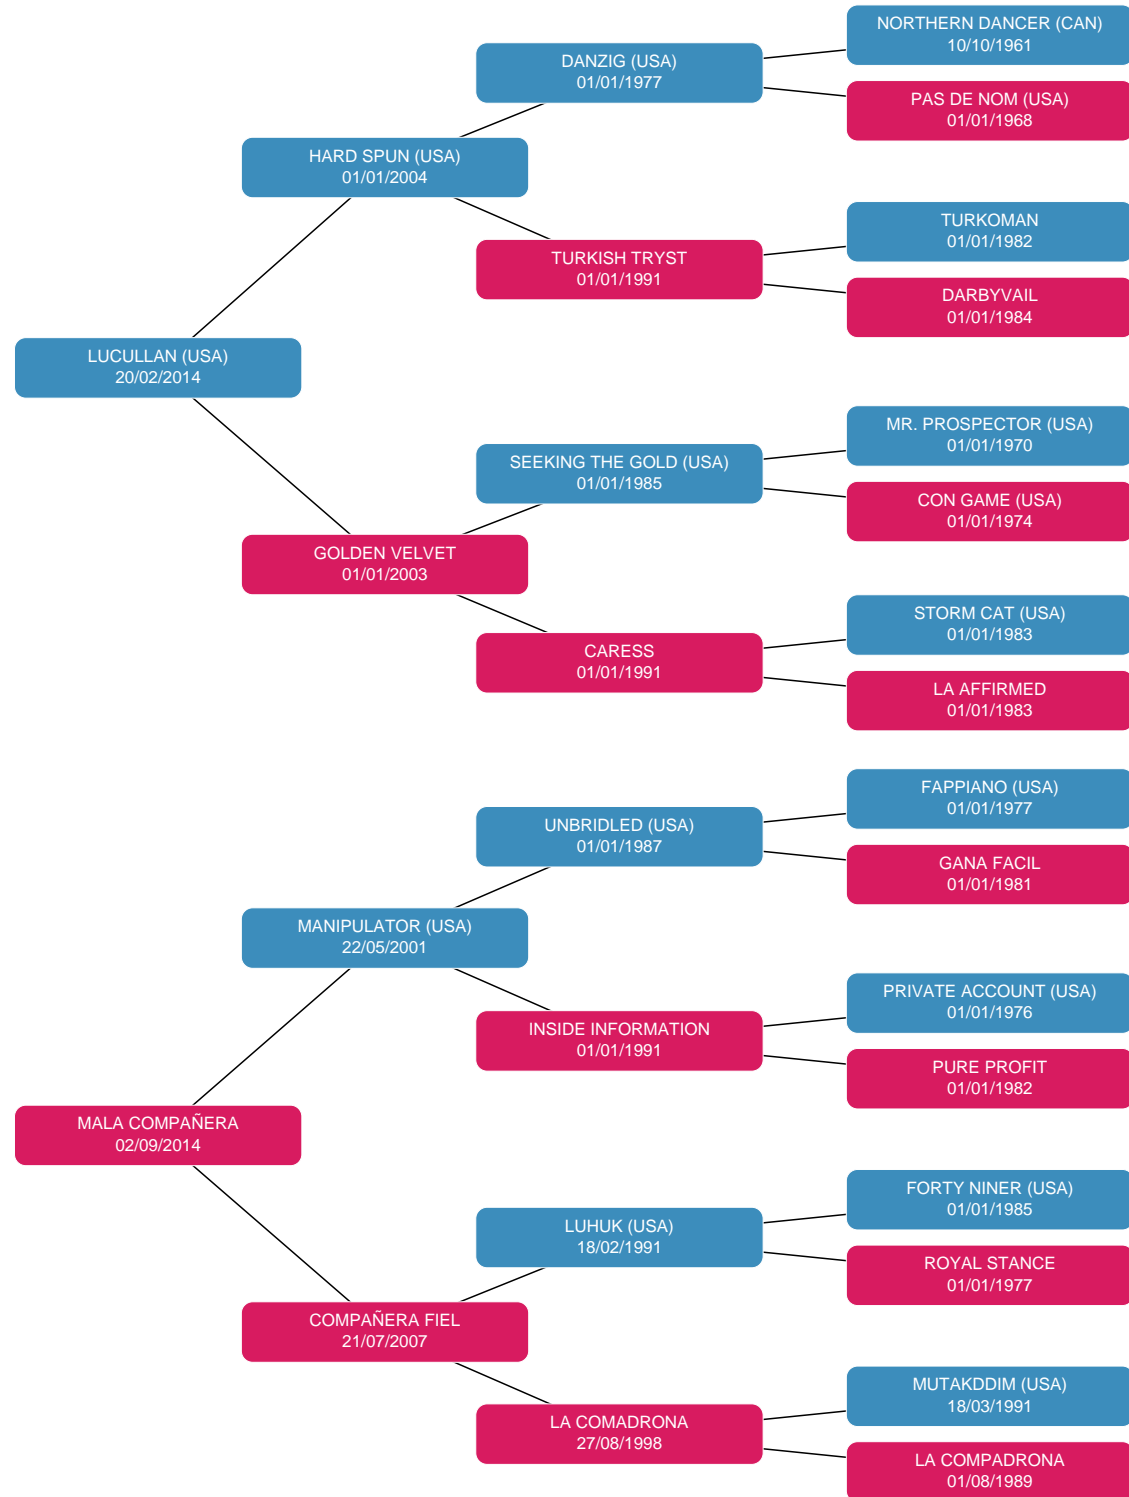 NORTHERN DANCER (CAN)
10/10/1961
DANZIG (USA)
01/01/1977
PAS DE NOM (USA)
01/01/1968
HARD SPUN (USA)
01/01/2004
TURKOMAN
01/01/1982
TURKISH TRYST
01/01/1991
DARBYVAIL
01/01/1984
LUCULLAN (USA)
20/02/2014
MR. PROSPECTOR (USA)
01/01/1970
SEEKING THE GOLD (USA)
01/01/1985
CON GAME (USA)
01/01/1974
GOLDEN VELVET
01/01/2003
STORM CAT (USA)
01/01/1983
CARESS
01/01/1991
LA AFFIRMED
01/01/1983
FAPPIANO (USA)
01/01/1977
UNBRIDLED (USA)
01/01/1987
GANA FACIL
01/01/1981
MANIPULATOR (USA)
22/05/2001
PRIVATE ACCOUNT (USA)
01/01/1976
INSIDE INFORMATION
01/01/1991
PURE PROFIT
01/01/1982
MALA COMPAÑERA
02/09/2014
FORTY NINER (USA)
01/01/1985
LUHUK (USA)
18/02/1991
ROYAL STANCE
01/01/1977
COMPAÑERA FIEL
21/07/2007
MUTAKDDIM (USA)
18/03/1991
LA COMADRONA
27/08/1998
LA COMPADRONA
01/08/1989